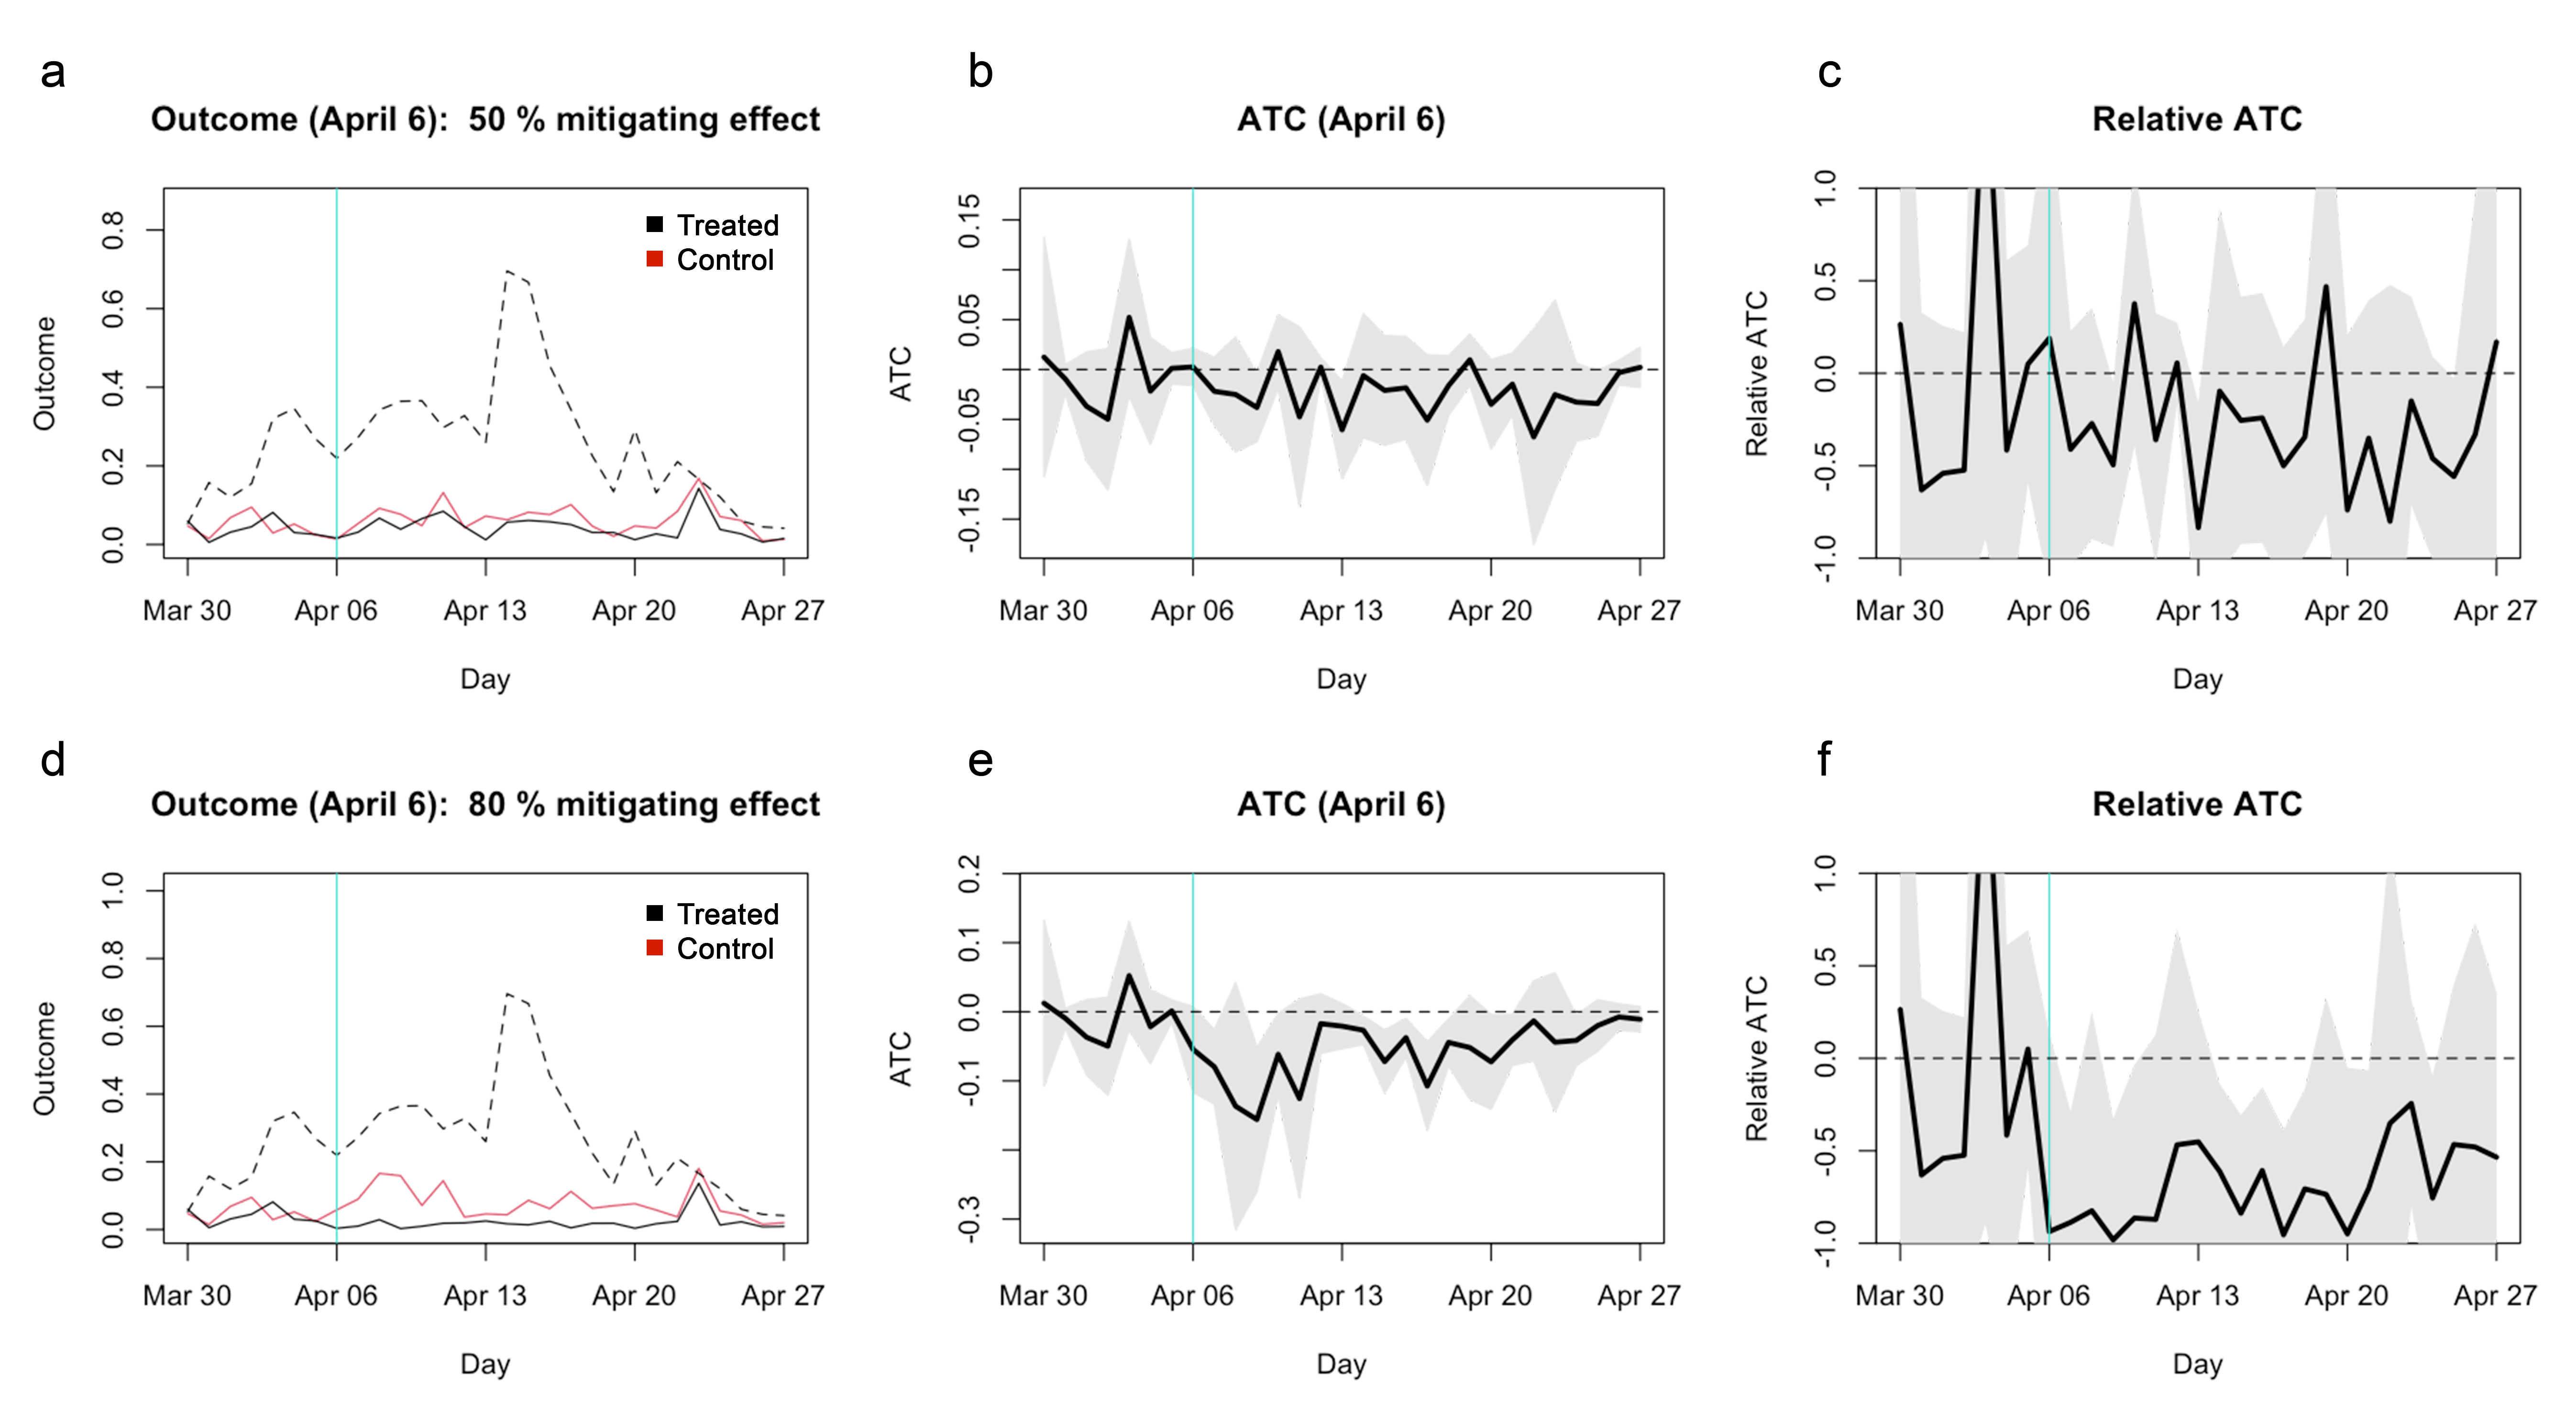 a
Outcome (April 6):  50 % mitigating effect
Outcome
0.8
0.6
0.4
0.2
0.0
Treated
Control
Mar 30
Apr 06
Apr 13
Apr 20
Apr 27
Day
b
ATC (April 6)
ATC
0.15
0.05
-0.05
-0.15
Mar 30
Apr 06
Apr 13
Apr 20
Apr 27
Day
c
Relative ATC
Relative ATC
1.0
0.5
0.0
-0.5
-1.0
Mar 30
Apr 06
Apr 13
Apr 20
Apr 27
Day
d
Outcome (April 6):  80 % mitigating effect
Outcome
1.0
0.8
0.6
0.4
0.2
0.0
Treated
Control
Mar 30
Apr 06
Apr 13
Apr 20
Apr 27
Day
e
ATC (April 6)
ATC
0.2
0.1
0.0
-0.1
-0.3
Mar 30
Apr 06
Apr 13
Apr 20
Apr 27
Day
f
Relative ATC
Relative ATC
1.0
0.5
0.0
-0.5
-1.0
Mar 30
Apr 06
Apr 13
Apr 20
Apr 27
Day